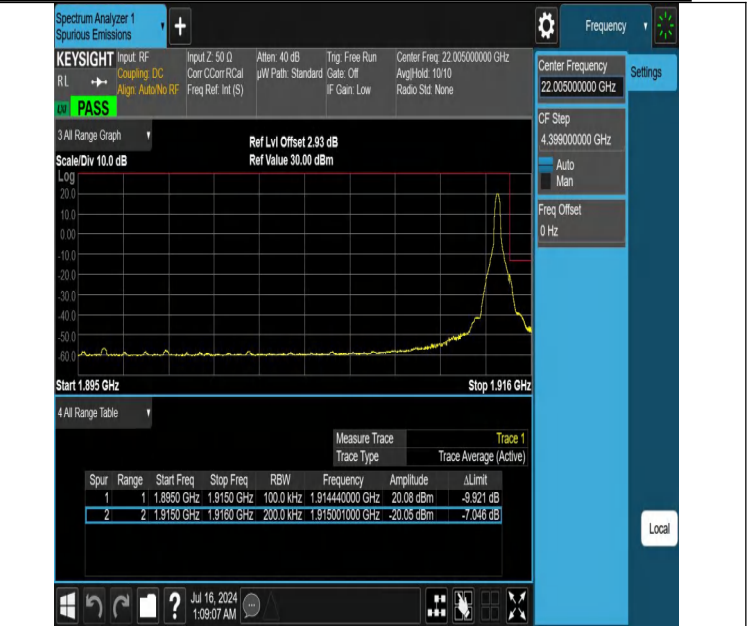 Spectrum Analyzer 1
Spurious Emissions
+
Frequency
KEYSIGHT
RL
PASS
Input: RF
Coupling: DC
Align: Auto/No RF
Input Z: 50 Ω
Corr CCorr RCal
Freq Ref: Int (S)
Atten: 40 dB
µW Path: Standard
Trig: Free Run
Gate: Off
IF Gain: Low
Center Freq: 22.005000000 GHz
Avg|Hold: 10/10
Radio Std: None
Center Frequency
22.005000000 GHz
Settings
CF Step
4.399000000 GHz
Auto
Man
Freq Offset
0 Hz
3 All Range Graph
Scale/Div 10.0 dB
Ref Lvl Offset 2.93 dB
Ref Value 30.00 dBm
Log
20.0
10.0
0.00
-10.0
-20.0
-30.0
-40.0
-50.0
-60.0
Start 1.895 GHz
Stop 1.916 GHz
4 All Range Table
Measure Trace Trace 1
Trace Type Trace Average (Active)
Spur Range Start Freq Stop Freq RBW Frequency Amplitude ΔLimit
1 1 1.8950 GHz 1.9150 GHz 100.0 kHz 1.914440000 GHz 20.08 dBm -9.921 dB
2 2 1.9150 GHz 1.9160 GHz 200.0 kHz 1.915001000 GHz -20.05 dBm -7.046 dB
Local
?
Jul 16, 2024
1:09:07 AM